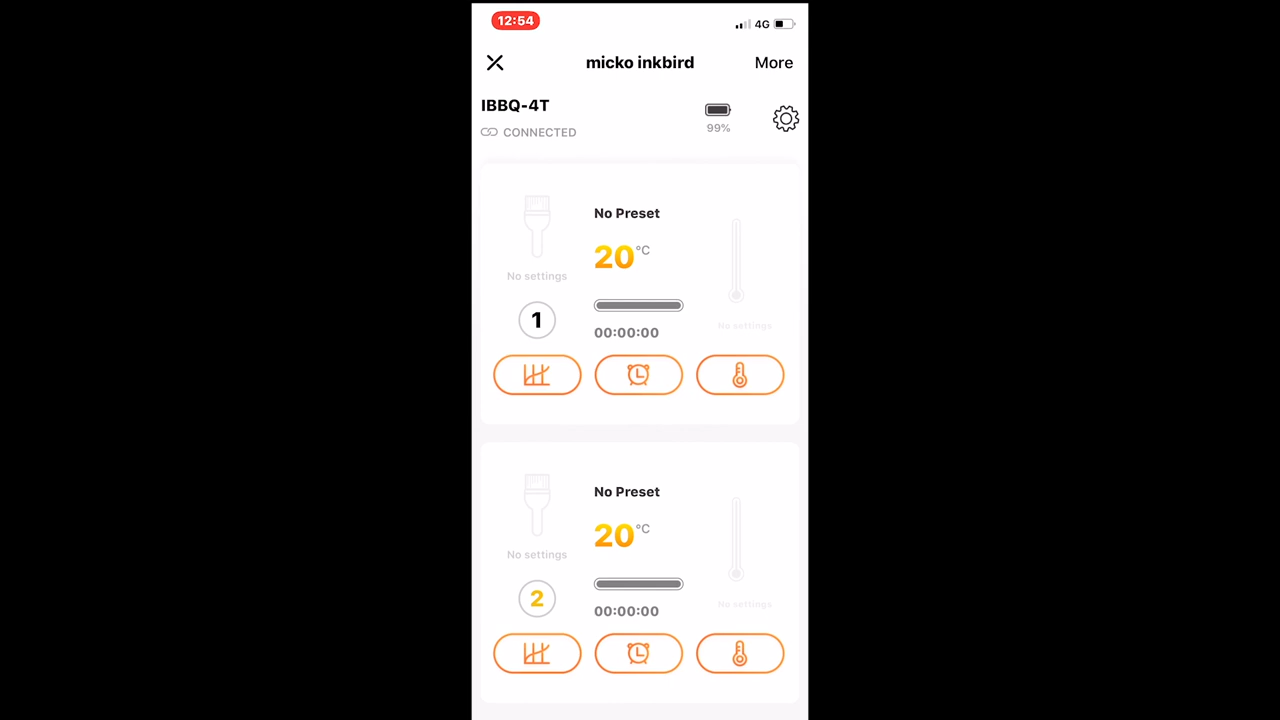 12:54
4G
micko inkbird
More
IBBQ-4T
CONNECTED
99%
No Preset
20°C
No settings
No settings
1
00:00:00
No Preset
20°C
No settings
No settings
2
00:00:00